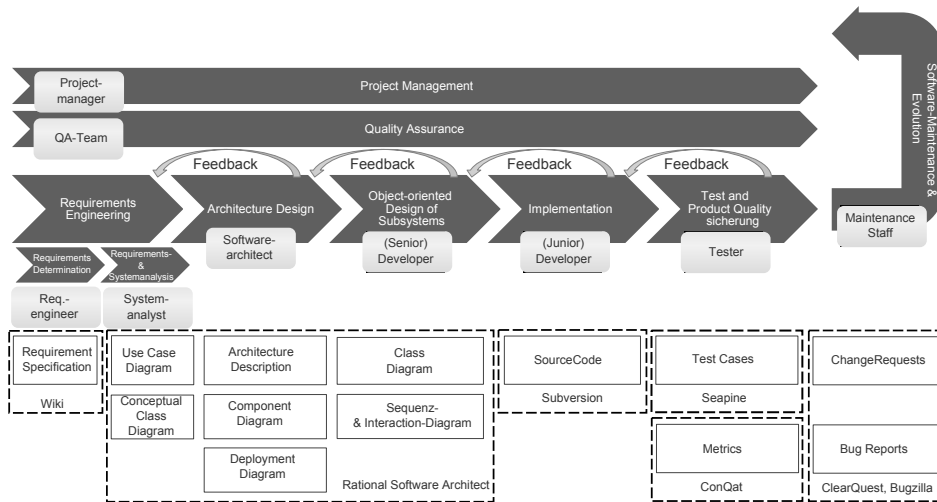 Project Management
Project-
manager
Quality Assurance
QA-Team
Software-Maintenance &
Evolution
Feedback
Feedback
Feedback
Feedback
Requirements
Engineering
Architecture Design
Object-oriented
Design of
Subsystems
Implementation
Test and
Product Quality
sicherung
Software-
architect
(Senior)
Developer
(Junior)
Developer
Tester
Maintenance
Staff
Requirements
Determination
Requirements-
&
Systemanalysis
Req.-
engineer
System-
analyst
Requirement
Specification
Wiki
Use Case
Diagram
Conceptual
Class
Diagram
Architecture
Description
Component
Diagram
Deployment
Diagram
Class
Diagram
Sequenz-
& Interaction-Diagram
Rational Software Architect
SourceCode
Subversion
Test Cases
Seapine
Metrics
ConQat
ChangeRequests
Bug Reports
ClearQuest, Bugzilla